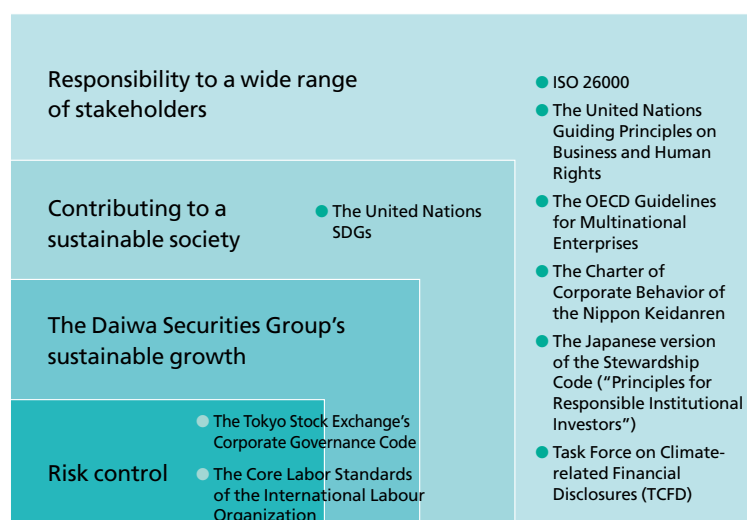 Responsibility to a wide range
of stakeholders
ISO 26000
The United Nations
Guiding Principles on
Business and Human
Rights
The OECD Guidelines
for Multinational
Enterprises
The Charter of
Corporate Behavior of
the Nippon Keidanren
The Japanese version
of the Stewardship
Code (“Principles for
Responsible Institutional
Investors”)
Task Force on Climate-
related Financial
Disclosures (TCFD)
Contributing to a
sustainable society
The United Nations
SDGs
The Daiwa Securities Group’s
sustainable growth
Risk control
The Tokyo Stock Exchange’s
Corporate Governance Code
The Core Labor Standards
of the International Labour
Organization